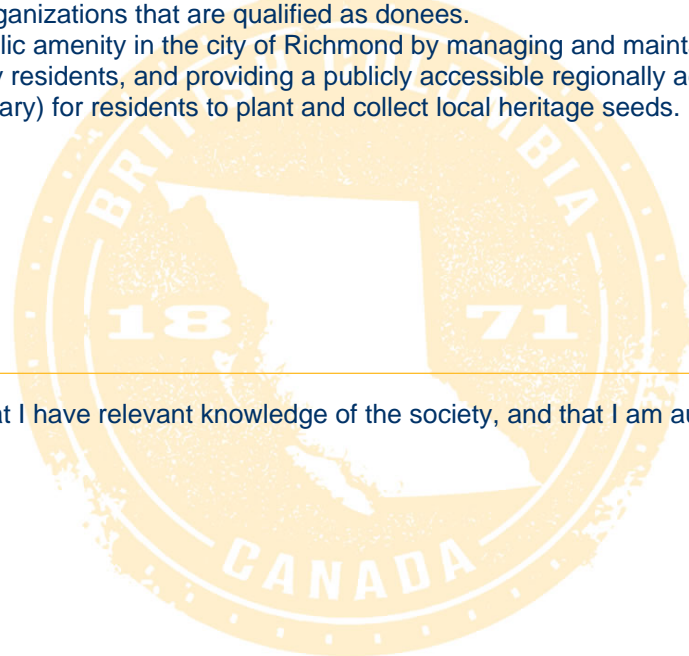 ganizations that are qualified as donees.
lic amenity in the city of Richmond by managing and maint
y residents, and providing a publicly accessible regionally a
ary) for residents to plant and collect local heritage seeds.
BRITISH COLUMBIA
18 71
t I have relevant knowledge of the society, and that I am au
CANADA